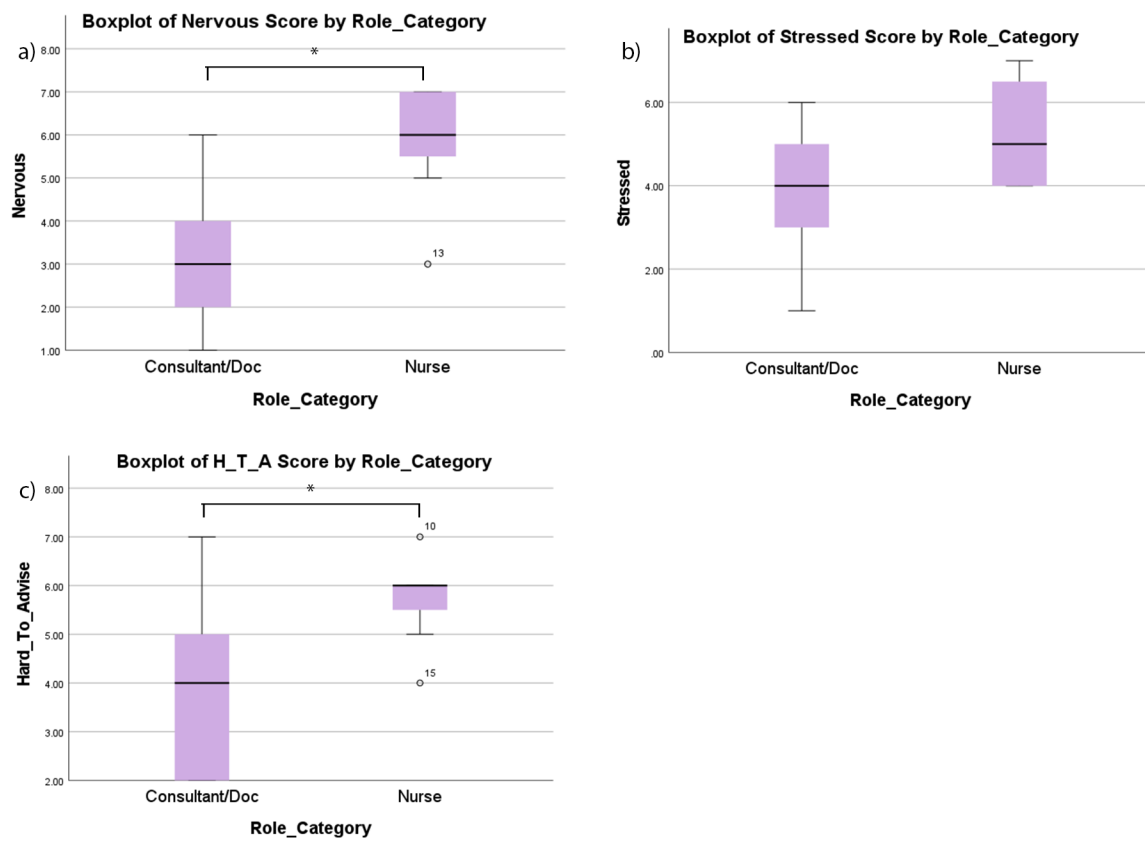 a)
Boxplot of Nervous Score by Role_Category
*
8.00
7.00
6.00
5.00
4.00
3.00
2.00
1.00
Nervous
13
Consultant/Doc
Nurse
Role_Category
b)
Boxplot of Stressed Score by Role_Category
6.00
4.00
2.00
.00
Stressed
Consultant/Doc
Nurse
Role_Category
c)
Boxplot of H_T_A Score by Role_Category
*
8.00
7.00
6.00
5.00
4.00
3.00
2.00
Hard_To_Advise
10
15
Consultant/Doc
Nurse
Role_Category